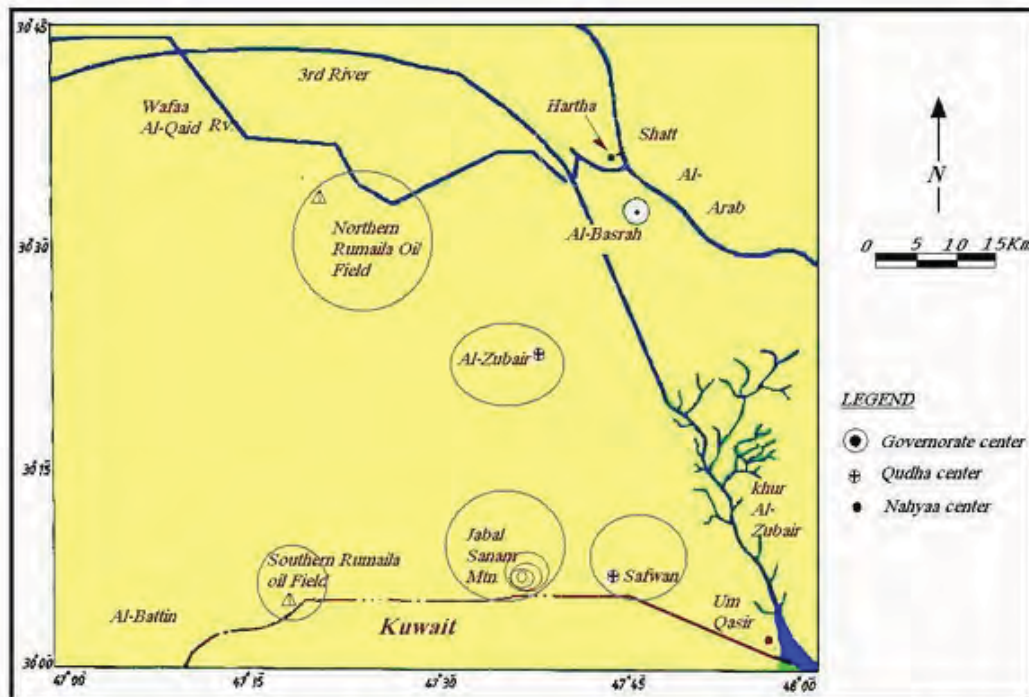 30°45
3rd River
Wafaa
Al-Qaid Rv.
Hartha
Shatt
Al-
Arab
Al-Basrah
N
0 5 10 15Km
30°30
Northern
Rumaila Oil
Field
Al-Zubair
LEGEND
Governorate center
Qudha center
Nahyaa center
30°15
khur
Al-
Zubair
Jabal
Sanam
Mtn.
Southern Rumaila
oil Field
Safwan
Um
Qasir
Al-Battin
Kuwait
30°00
47°00 47°15 47°30 47°45 48°00